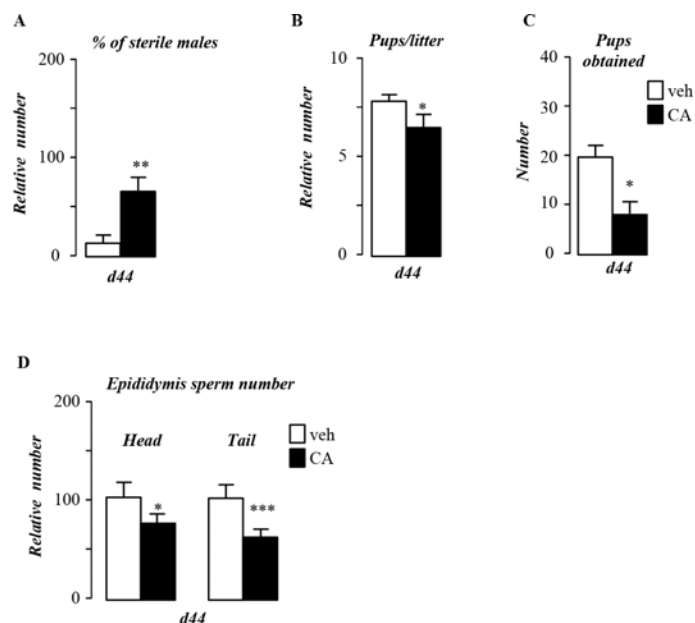 A
% of sterile males
200
100
0
Relative number
**
d44
B
Pups/litter
10
5
0
Relative number
*
d44
C
Pups
obtained
40
30
20
10
0
Number
*
d44
veh
CA
D
Epididymis sperm number
200
100
0
Relative number
Head
Tail
*
***
veh
CA
d44